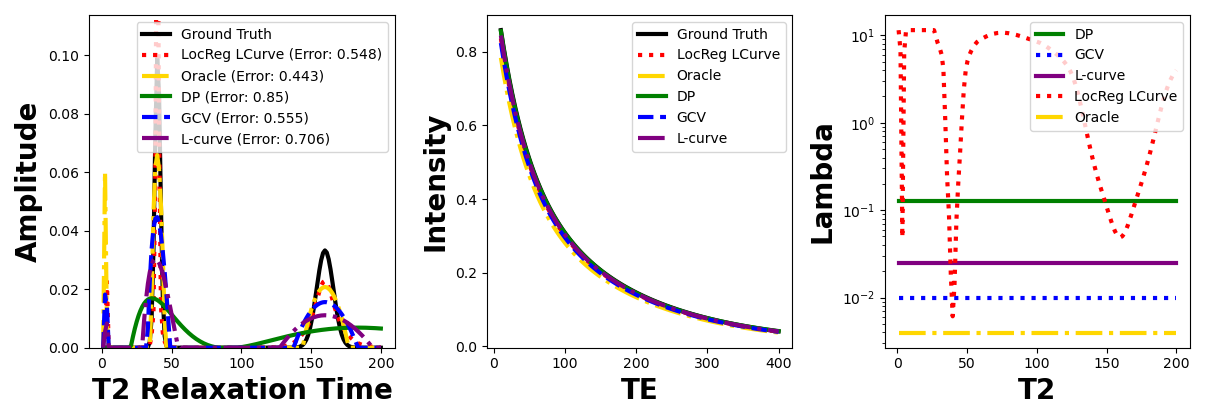 Amplitude
0.10
0.08
0.06
0.04
0.02
0.00
Ground Truth
LocReg LCurve (Error: 0.548)
Oracle (Error: 0.443)
DP (Error: 0.85)
GCV (Error: 0.555)
L-curve (Error: 0.706)
0 50 100 150 200
T2 Relaxation Time
Intensity
0.8
0.6
0.4
0.2
0.0
Ground Truth
LocReg LCurve
Oracle
DP
GCV
L-curve
0 100 200 300 400
TE
Lambda
10¹
10⁰
10⁻¹
10⁻²
DP
GCV
L-curve
LocReg LCurve
Oracle
0 50 100 150 200
T2